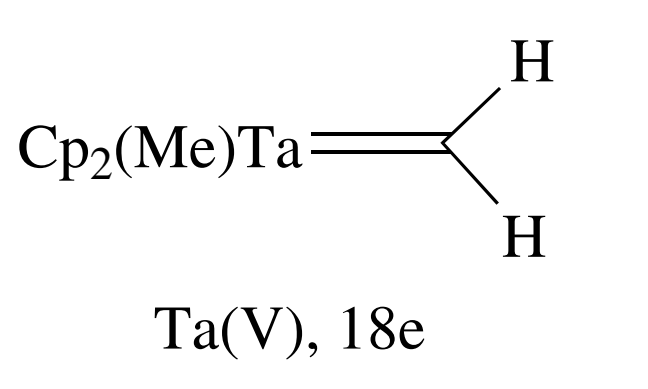 H
Cp₂(Me)Ta
H
Ta(V), 18e